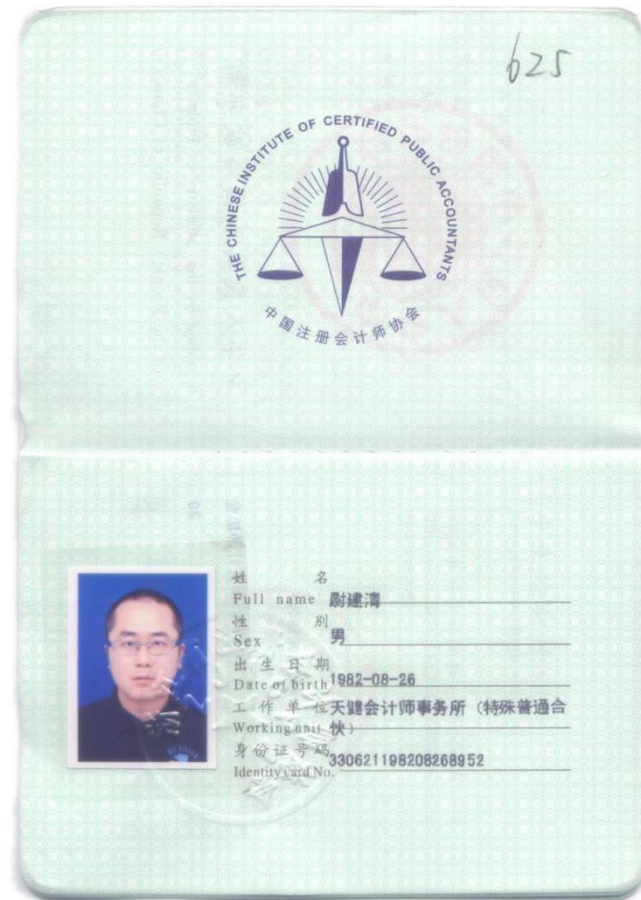 625
THE CHINESE INSTITUTE OF CERTIFIED PUBLIC ACCOUNTANTS
中国注册会计师协会
姓 名
Full name 尉建清
性 别
Sex 男
出 生 日 期
Date of birth 1982-08-26
工 作 单 位 天健会计师事务所（特殊普通合
Working unit 伙）
身 份 证 号 码
Identity card No. 330621198208268952